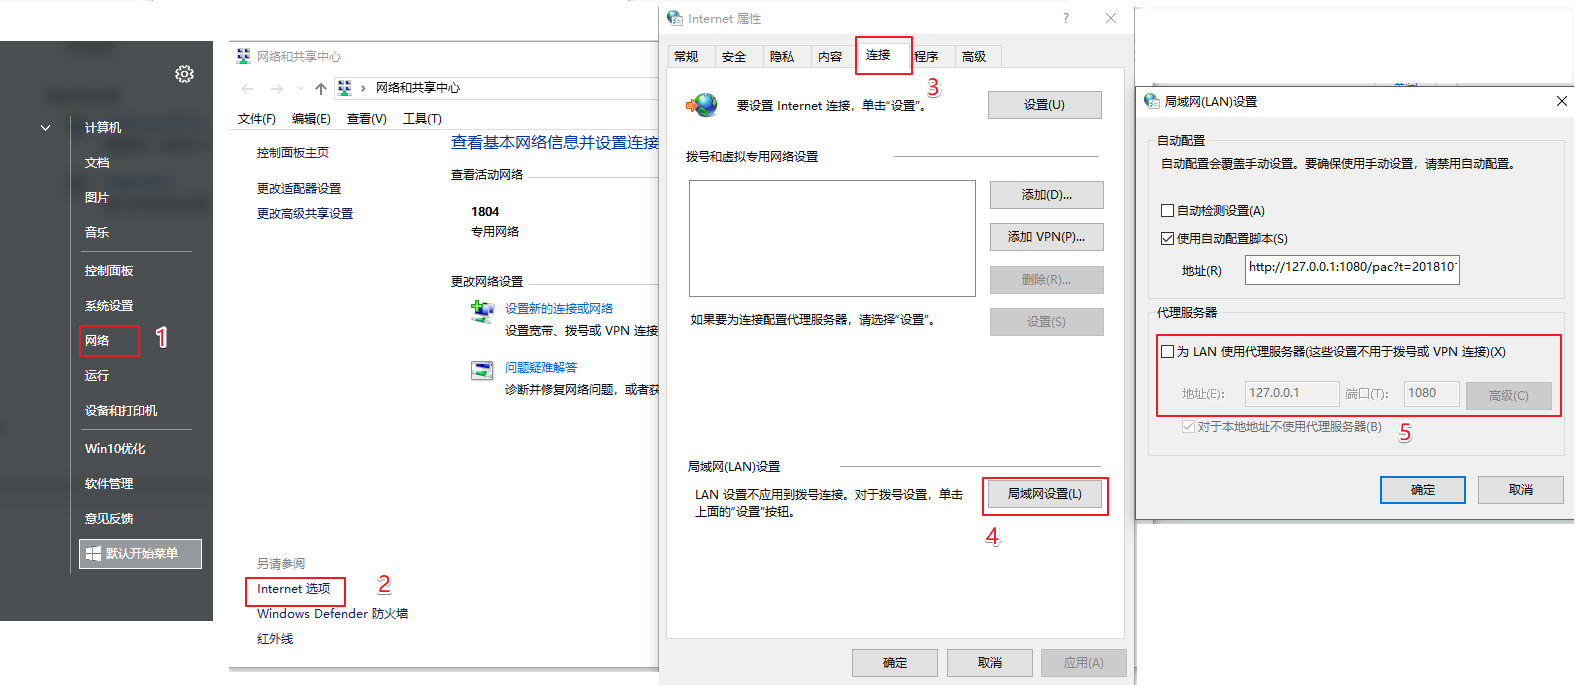 计算机
文档
图片
音乐
控制面板
系统设置
网络
1
运行
设备和打印机
Win10优化
软件管理
意见反馈
默认开始菜单
网络和共享中心
网络和共享中心
文件(F) 编辑(E) 查看(V) 工具(T)
控制面板主页
更改适配器设置
更改高级共享设置
查看基本网络信息并设置连接
查看活动网络
1804
专用网络
更改网络设置
设置新的连接或网络
设置宽带、拨号或 VPN 连接
问题疑难解答
诊断并修复网络问题，或者获
另请参阅
Internet 选项
2
Windows Defender 防火墙
红外线
Internet 属性
?
常规 安全 隐私 内容 连接 程序 高级
3
要设置 Internet 连接，单击“设置”。
设置(U)
拨号和虚拟专用网络设置
添加(D)...
添加 VPN(P)...
删除(R)...
如果要为连接配置代理服务器，请选择“设置”。
设置(S)
局域网(LAN)设置
LAN 设置不应用到拨号连接。对于拨号设置，单击
上面的“设置”按钮。
局域网设置(L)
4
确定 取消 应用(A)
局域网(LAN)设置
自动配置
自动配置会覆盖手动设置。要确保使用手动设置，请禁用自动配置。
自动检测设置(A)
使用自动配置脚本(S)
地址(R) http://127.0.0.1:1080/pac?t=201810
代理服务器
为 LAN 使用代理服务器(这些设置不用于拨号或 VPN 连接)(X)
地址(E): 127.0.0.1 端口(T): 1080 高级(C)
对于本地地址不使用代理服务器(B)
5
确定 取消